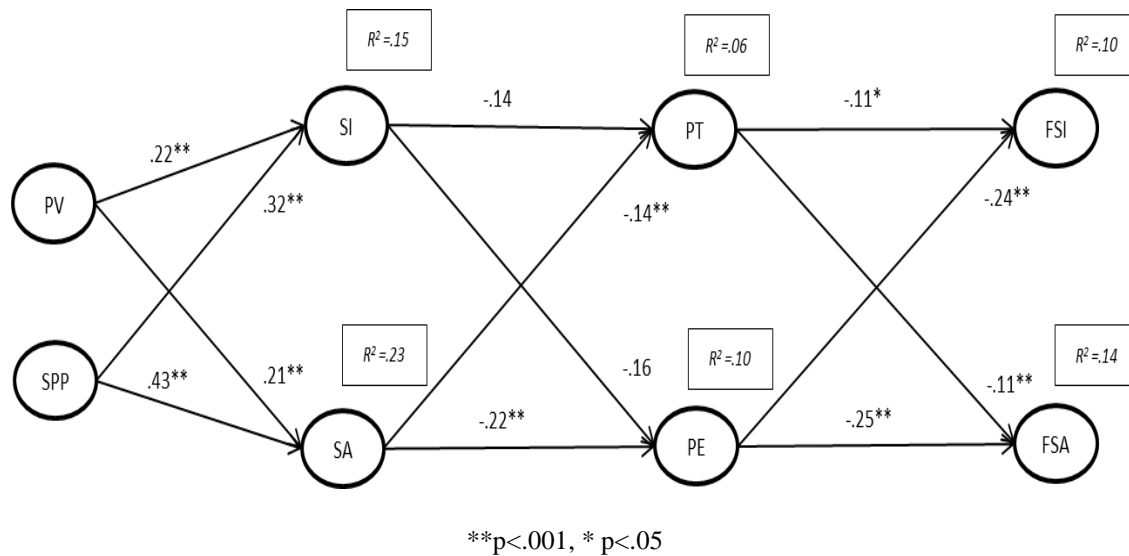 R² =.15
R² =.06
R² =.10
SI
-.14
PT
-.11*
FSI
.22**
PV
.32**
-.14**
-.24**
SPP
R² =.23
R² =.10
R² =.14
.43**
.21**
-.16
-.11**
SA
-.22**
PE
-.25**
FSA
**p<.001, * p<.05